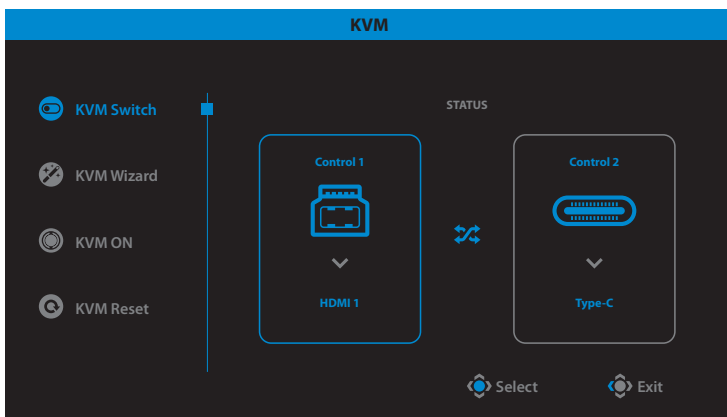 KVM
KVM Switch
KVM Wizard
KVM ON
KVM Reset
STATUS
Control 1
HDMI 1
Control 2
Type-C
Select
Exit